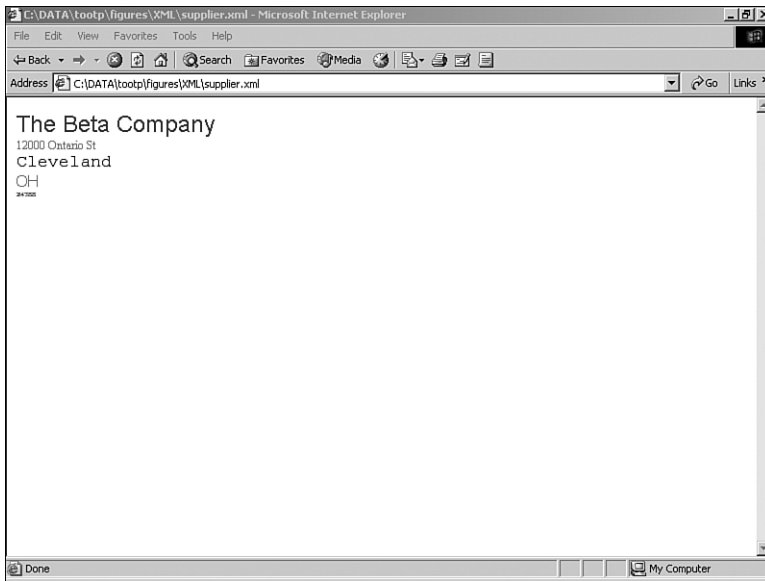 C:\DATA\tootp\figures\XML\supplier.xml - Microsoft Internet Explorer
File Edit View Favorites Tools Help
Back Search Favorites Media
Address C:\DATA\tootp\figures\XML\supplier.xml Go Links
The Beta Company
12000 Ontario St
Cleveland
OH
Done My Computer